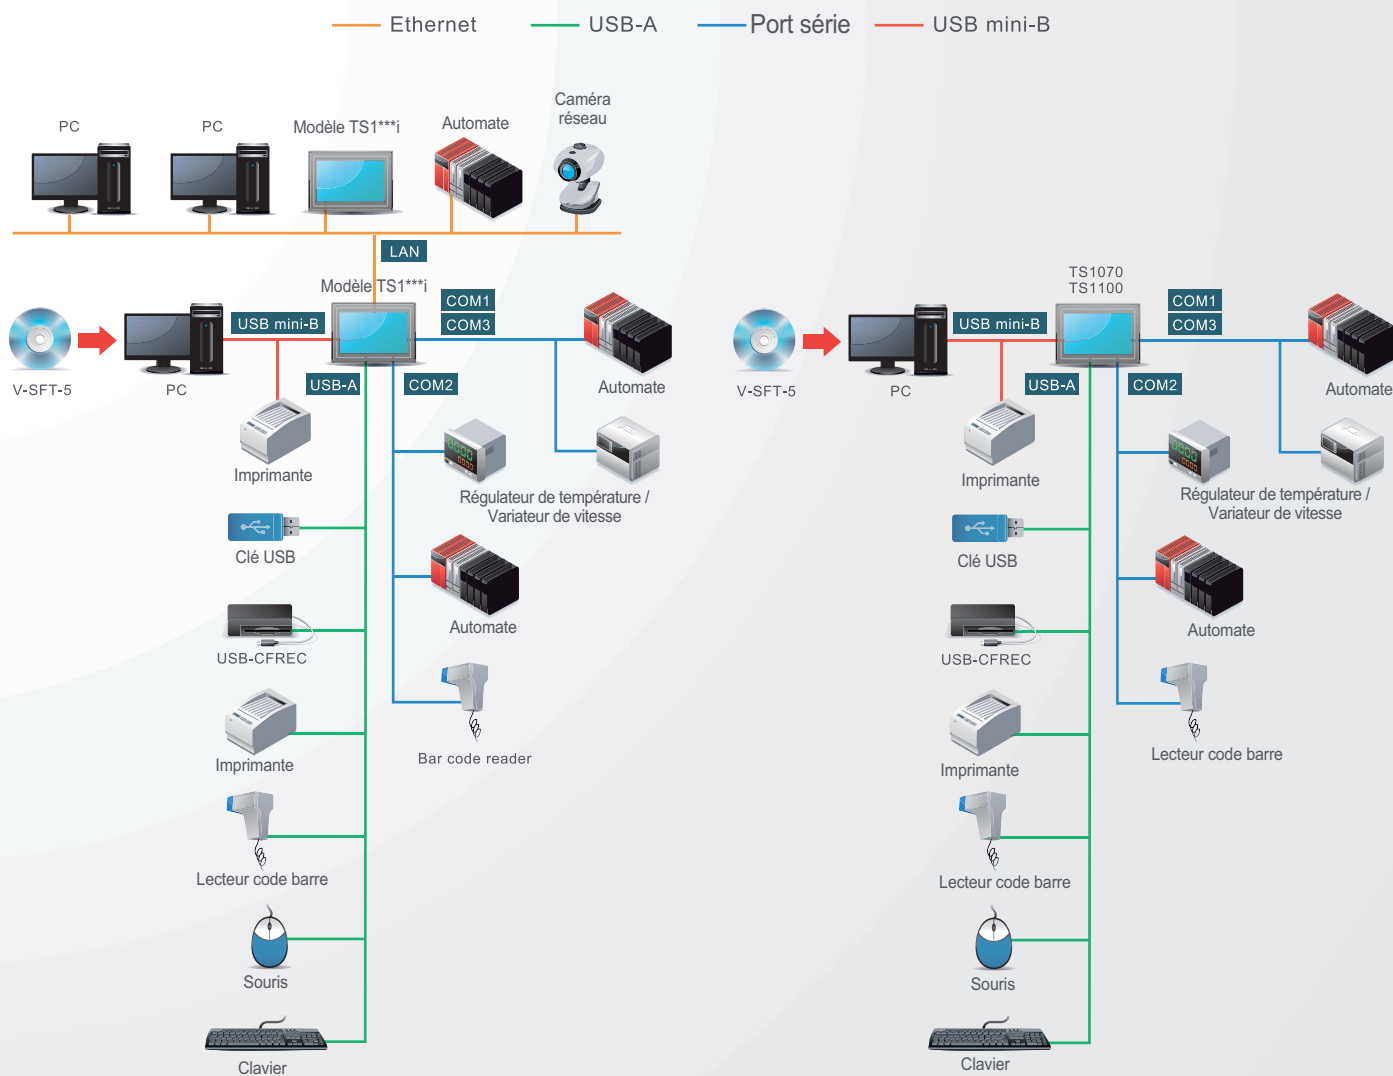 Ethernet
USB-A
Port série
USB mini-B
PC
PC
Modèle TS1***i
Automate
Caméra
réseau
LAN
Modèle TS1***i
COM1
COM3
USB mini-B
V-SFT-5
PC
USB-A
COM2
Automate
Imprimante
Régulateur de température /
Variateur de vitesse
Clé USB
Automate
USB-CFREC
Bar code reader
Imprimante
Lecteur code barre
Souris
Clavier
TS1070
TS1100
COM1
COM3
USB mini-B
V-SFT-5
PC
USB-A
COM2
Automate
Imprimante
Régulateur de température /
Variateur de vitesse
Clé USB
Automate
USB-CFREC
Lecteur code barre
Imprimante
Lecteur code barre
Souris
Clavier